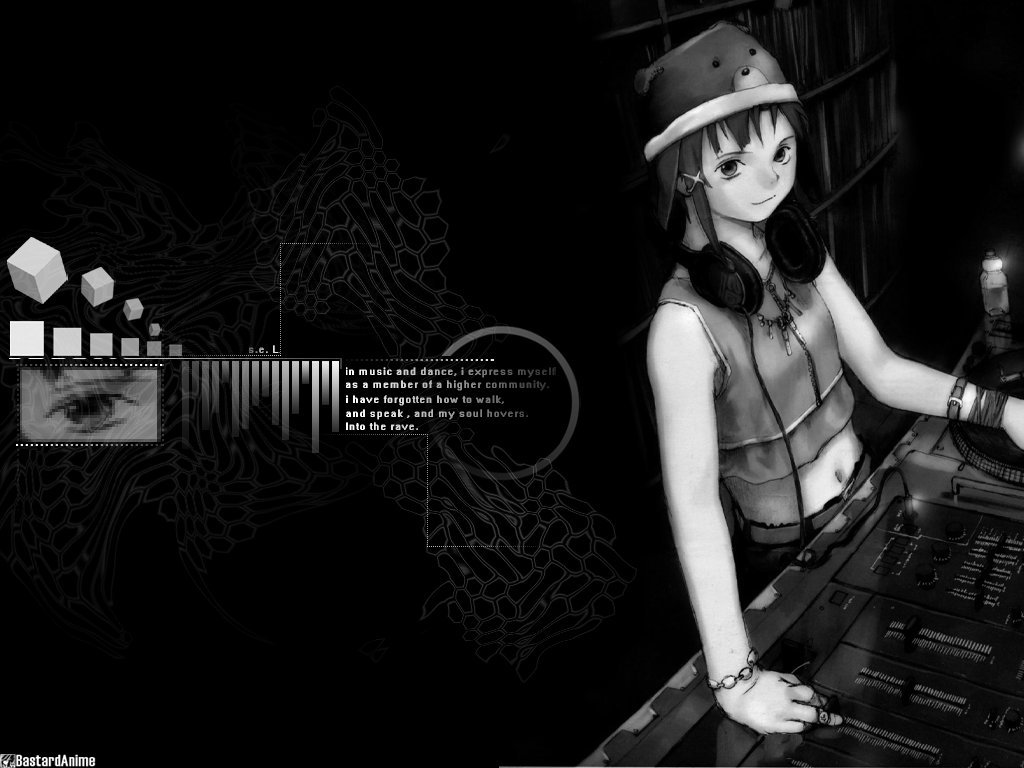 s.e. L
in music and dance, i express myself
as a member of a higher community.
i have forgotten how to walk,
and speak , and my soul hovers.
Into the rave.
BastardAnime